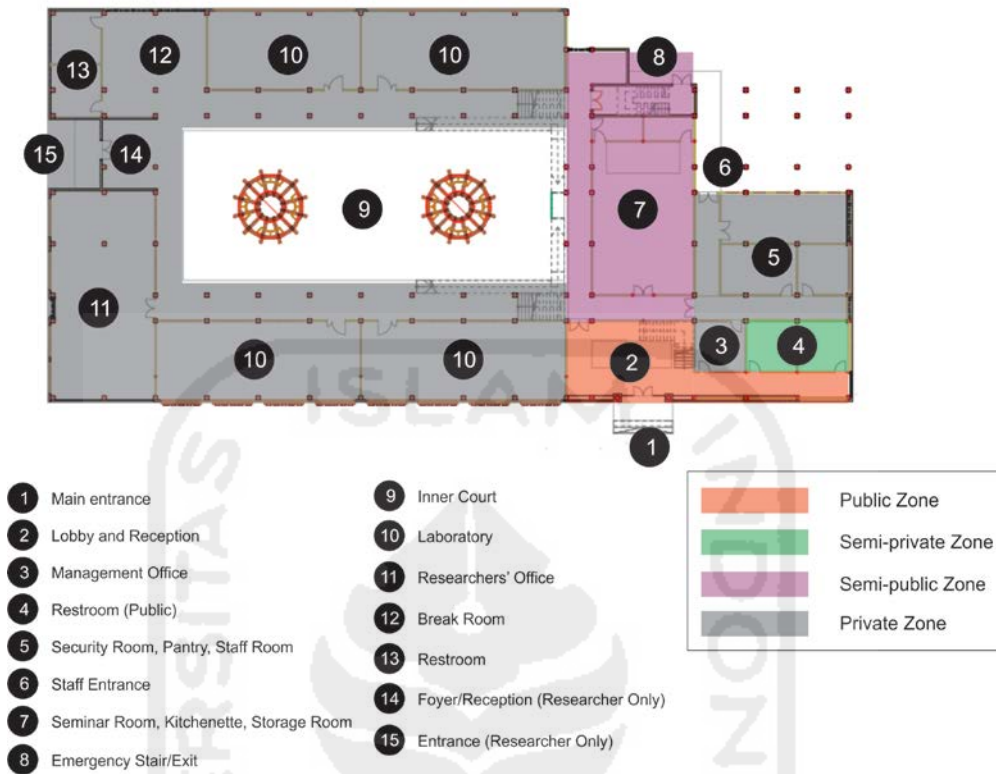 12
10
10
8
13
15
14
6
9
7
5
11
10
10
2
3
4
1
1 Main entrance
2 Lobby and Reception
3 Management Office
4 Restroom (Public)
5 Security Room, Pantry, Staff Room
6 Staff Entrance
7 Seminar Room, Kitchenette, Storage Room
8 Emergency Stair/Exit
9 Inner Court
10 Laboratory
11 Researchers' Office
12 Break Room
13 Restroom
14 Foyer/Reception (Researcher Only)
15 Entrance (Researcher Only)
Public Zone
Semi-private Zone
Semi-public Zone
Private Zone
ISLAM
ERSITAS
INDON